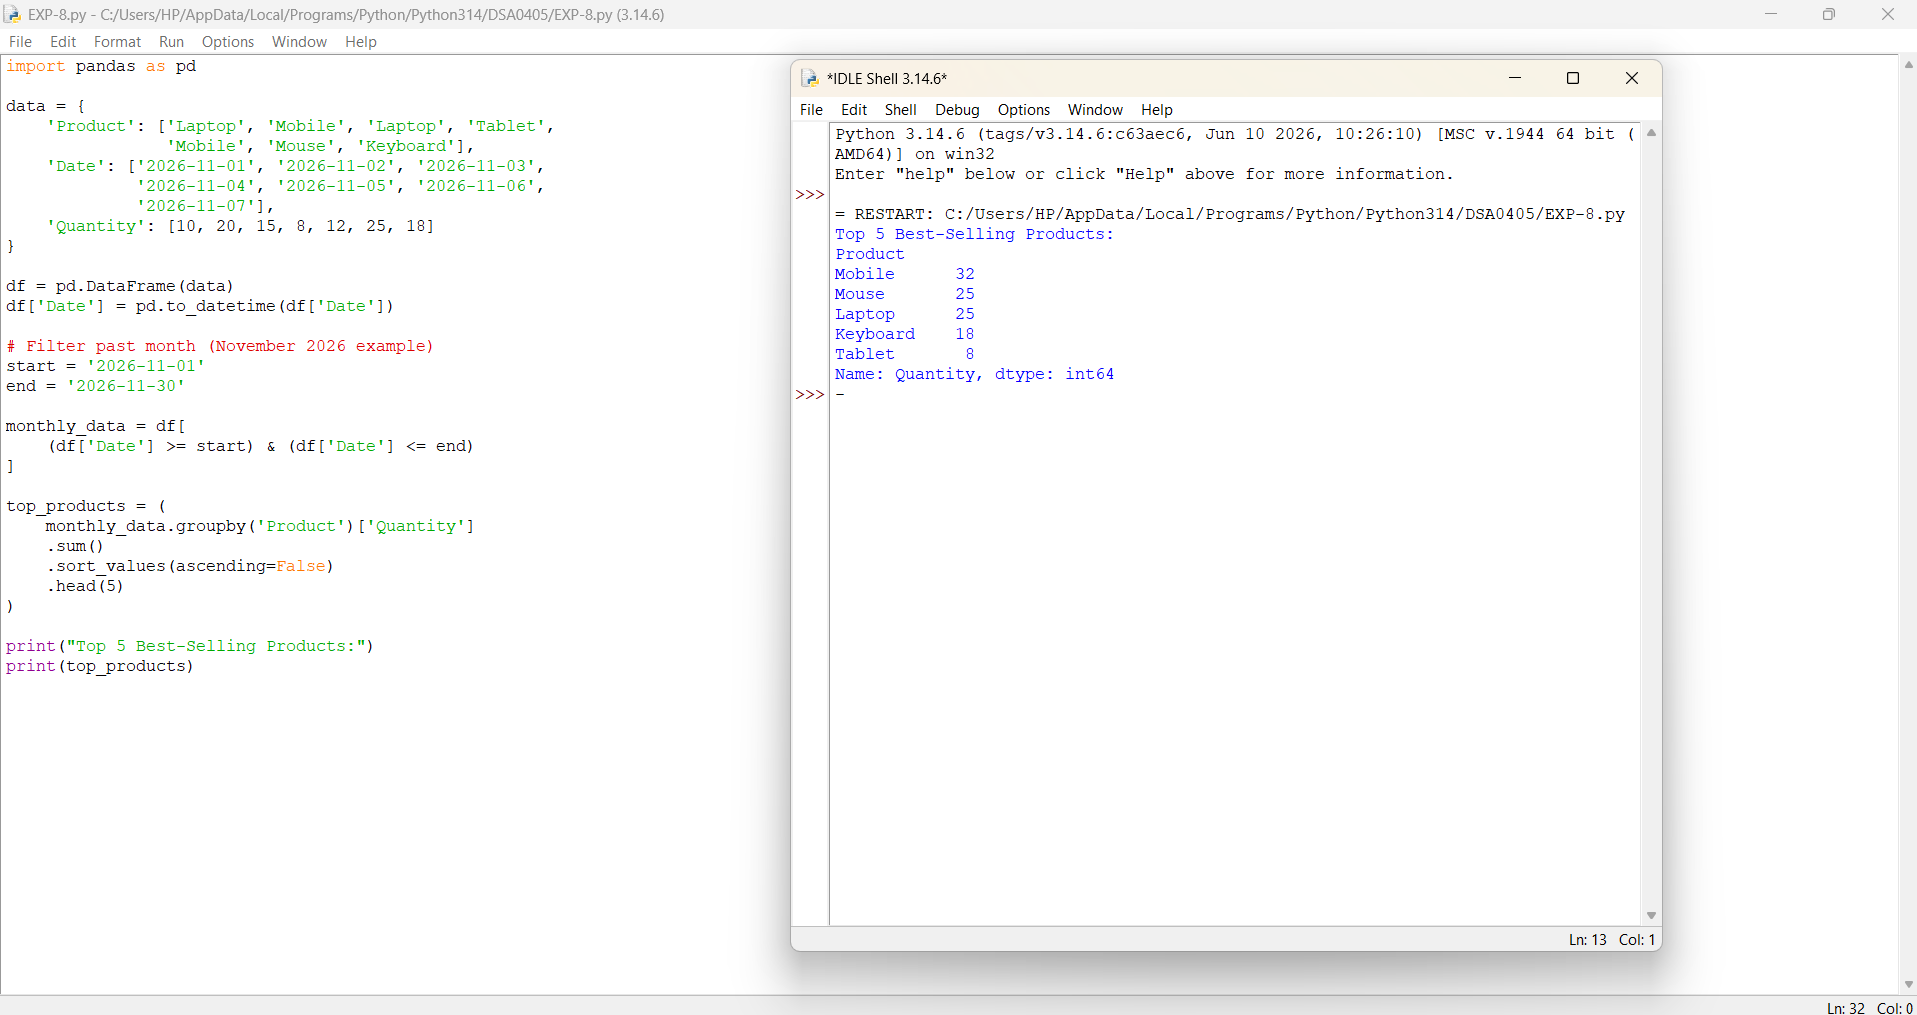 EXP-8.py - C:/Users/HP/AppData/Local/Programs/Python/Python314/DSA0405/EXP-8.py (3.14.6)
File Edit Format Run Options Window Help
import pandas as pd

data = {
    'Product': ['Laptop', 'Mobile', 'Laptop', 'Tablet',
                'Mobile', 'Mouse', 'Keyboard'],
    'Date': ['2026-11-01', '2026-11-02', '2026-11-03',
             '2026-11-04', '2026-11-05', '2026-11-06',
             '2026-11-07'],
    'Quantity': [10, 20, 15, 8, 12, 25, 18]
}

df = pd.DataFrame(data)
df['Date'] = pd.to_datetime(df['Date'])

# Filter past month (November 2026 example)
start = '2026-11-01'
end = '2026-11-30'

monthly_data = df[
    (df['Date'] >= start) & (df['Date'] <= end)
]

top_products = (
    monthly_data.groupby('Product')['Quantity']
    .sum()
    .sort_values(ascending=False)
    .head(5)
)

print("Top 5 Best-Selling Products:")
print(top_products)
Ln: 32 Col: 0
*IDLE Shell 3.14.6*
File Edit Shell Debug Options Window Help
Python 3.14.6 (tags/v3.14.6:c63aec6, Jun 10 2026, 10:26:10) [MSC v.1944 64 bit (
AMD64)] on win32
Enter "help" below or click "Help" above for more information.
>>>
= RESTART: C:/Users/HP/AppData/Local/Programs/Python/Python314/DSA0405/EXP-8.py
Top 5 Best-Selling Products:
Product
Mobile      32
Mouse       25
Laptop      25
Keyboard    18
Tablet       8
Name: Quantity, dtype: int64
>>>
Ln: 13 Col: 1